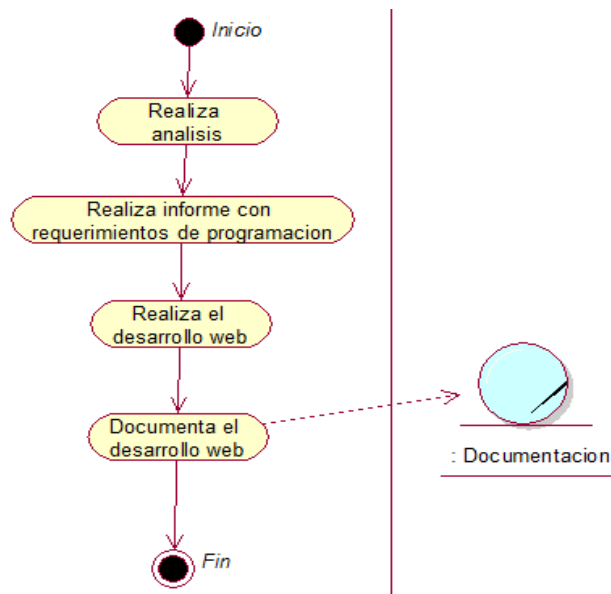 Inicio
Realiza
analisis
Realiza informe con
requerimientos de programacion
Realiza el
desarrollo web
Documenta el
desarrollo web
: Documentacion
Fin